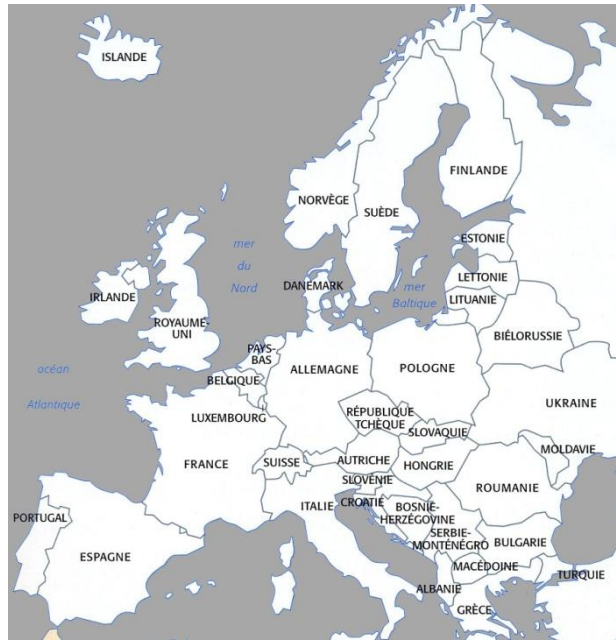 ISLANDE
FINLANDE
NORVÈGE
SUÈDE
ESTONIE
mer
du
Nord
LETTONIE
DANEMARK
mer
Baltique
LITUANIE
IRLANDE
ROYAUME-
UNI
BIÉLORUSSIE
PAYS-
BAS
océan
Atlantique
ALLEMAGNE
POLOGNE
BELGIQUE
UKRAINE
LUXEMBOURG
RÉPUBLIQUE
TCHÈQUE
SLOVAQUIE
MOLDAVIE
FRANCE
SUISSE
AUTRICHE
HONGRIE
SLOVÉNIE
ROUMANIE
ITALIE
CROATIE
BOSNIE-
HERZÉGOVINE
PORTUGAL
SERBIE-
MONTÉNÉGRO
BULGARIE
ESPAGNE
MACÉDOINE
TURQUIE
ALBANIE
GRÈCE